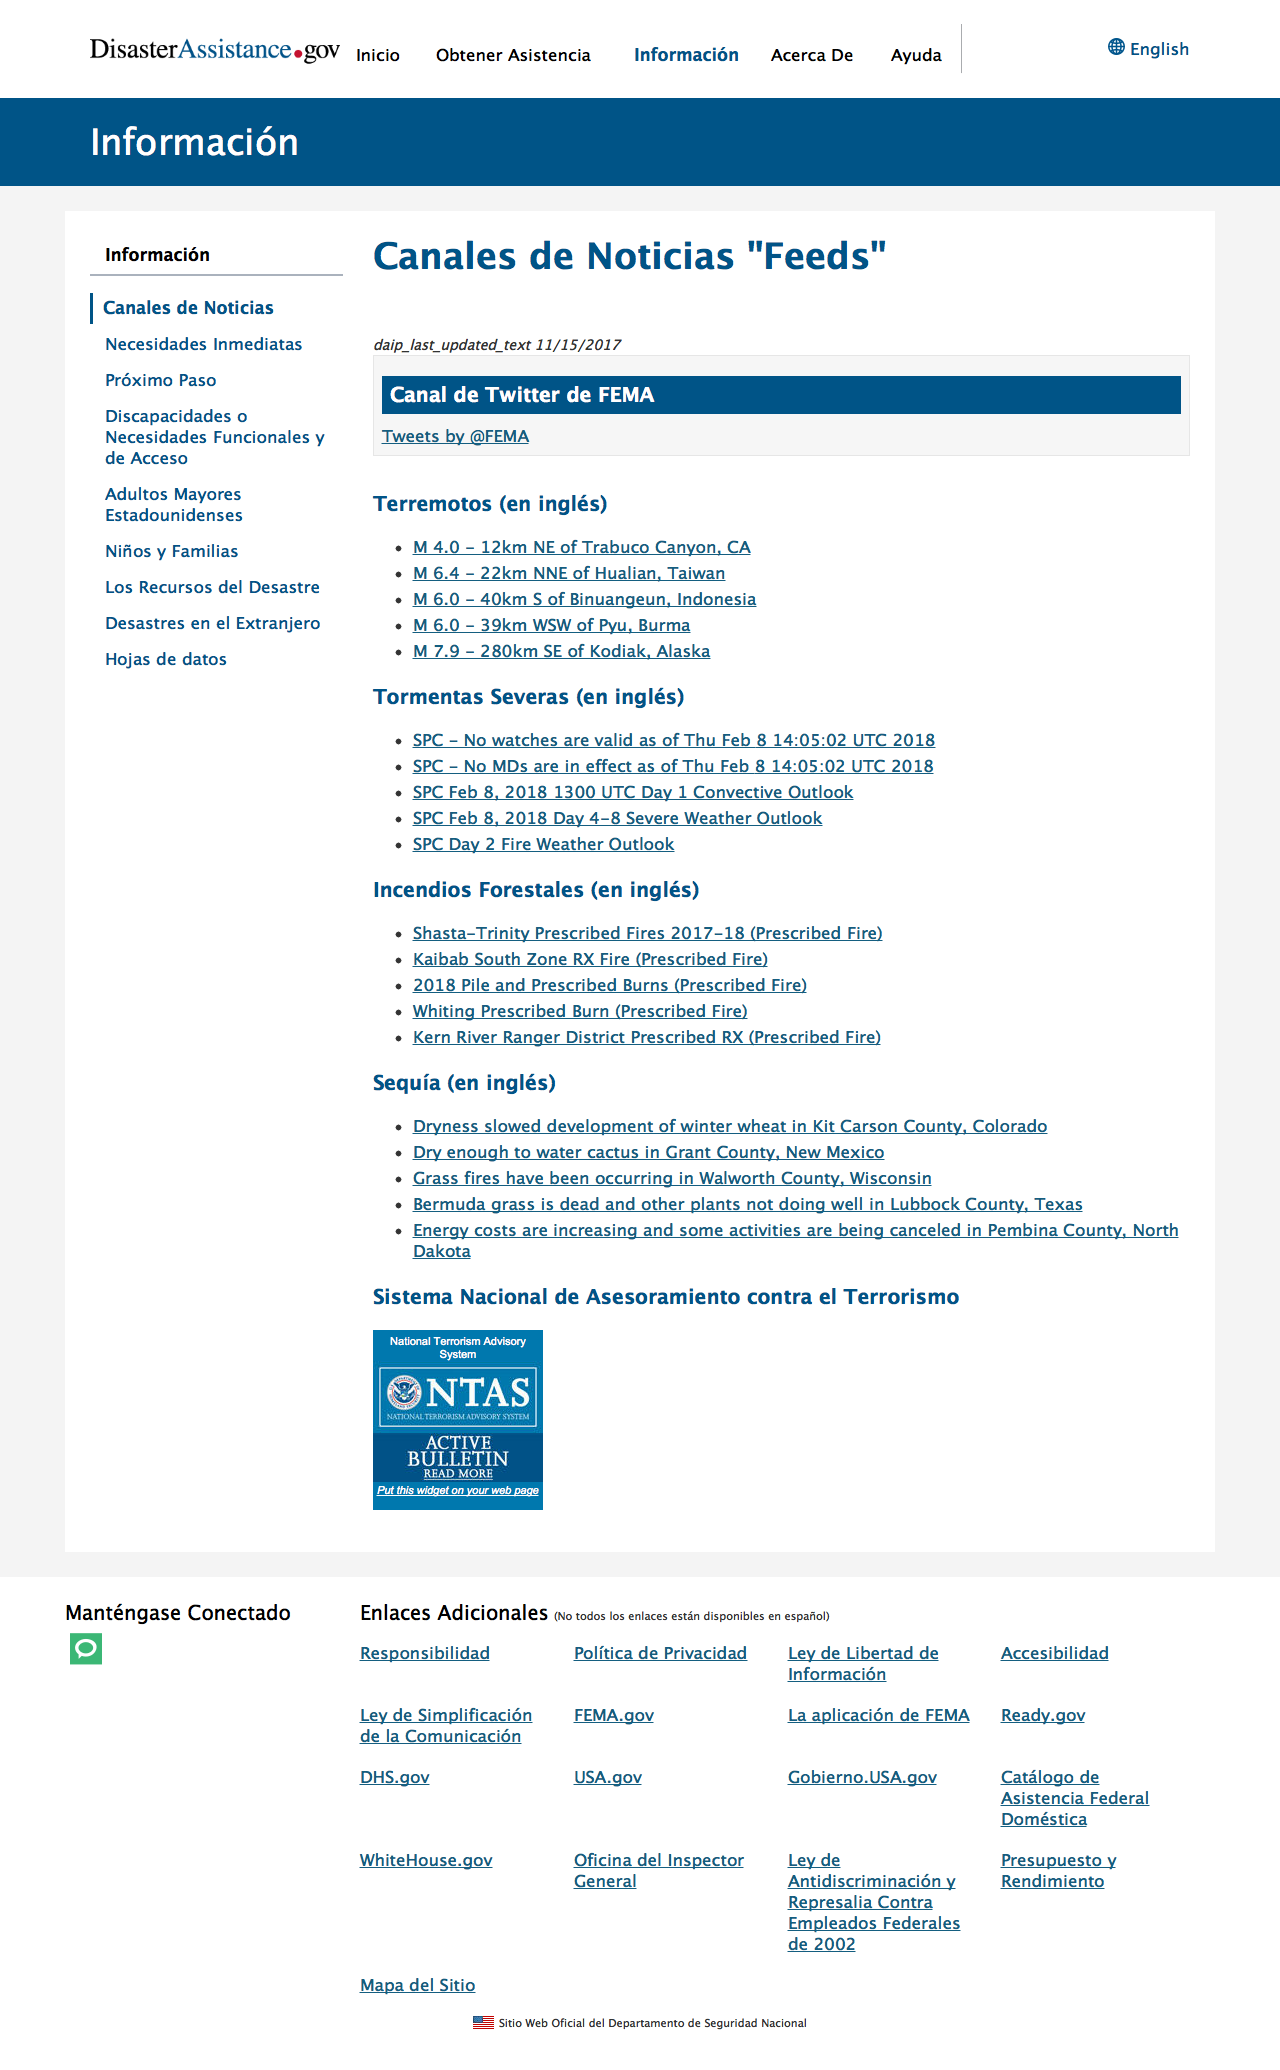 DisasterAssistance.gov
Inicio
Obtener Asistencia
Información
Acerca De
Ayuda
English
Información
Información
Canales de Noticias
Necesidades Inmediatas
Próximo Paso
Discapacidades o
Necesidades Funcionales y
de Acceso
Adultos Mayores
Estadounidenses
Niños y Familias
Los Recursos del Desastre
Desastres en el Extranjero
Hojas de datos
Canales de Noticias "Feeds"
daip_last_updated_text 11/15/2017
Canal de Twitter de FEMA
Tweets by @FEMA
Terremotos (en inglés)
M 4.0 - 12km NE of Trabuco Canyon, CA
M 6.4 - 22km NNE of Hualian, Taiwan
M 6.0 - 40km S of Binuangeun, Indonesia
M 6.0 - 39km WSW of Pyu, Burma
M 7.9 - 280km SE of Kodiak, Alaska
Tormentas Severas (en inglés)
SPC - No watches are valid as of Thu Feb 8 14:05:02 UTC 2018
SPC - No MDs are in effect as of Thu Feb 8 14:05:02 UTC 2018
SPC Feb 8, 2018 1300 UTC Day 1 Convective Outlook
SPC Feb 8, 2018 Day 4-8 Severe Weather Outlook
SPC Day 2 Fire Weather Outlook
Incendios Forestales (en inglés)
Shasta-Trinity Prescribed Fires 2017-18 (Prescribed Fire)
Kaibab South Zone RX Fire (Prescribed Fire)
2018 Pile and Prescribed Burns (Prescribed Fire)
Whiting Prescribed Burn (Prescribed Fire)
Kern River Ranger District Prescribed RX (Prescribed Fire)
Sequía (en inglés)
Dryness slowed development of winter wheat in Kit Carson County, Colorado
Dry enough to water cactus in Grant County, New Mexico
Grass fires have been occurring in Walworth County, Wisconsin
Bermuda grass is dead and other plants not doing well in Lubbock County, Texas
Energy costs are increasing and some activities are being canceled in Pembina County, North
Dakota
Sistema Nacional de Asesoramiento contra el Terrorismo
National Terrorism Advisory
System
NTAS
NATIONAL TERRORISM ADVISORY SYSTEM
ACTIVE
BULLETIN
READ MORE
Put this widget on your web page
Manténgase Conectado
Enlaces Adicionales (No todos los enlaces están disponibles en español)
Responsibilidad
Política de Privacidad
Ley de Libertad de
Información
Accesibilidad
Ley de Simplificación
de la Comunicación
FEMA.gov
La aplicación de FEMA
Ready.gov
DHS.gov
USA.gov
Gobierno.USA.gov
Catálogo de
Asistencia Federal
Doméstica
WhiteHouse.gov
Oficina del Inspector
General
Ley de
Antidiscriminación y
Represalia Contra
Empleados Federales
de 2002
Presupuesto y
Rendimiento
Mapa del Sitio
Sitio Web Oficial del Departamento de Seguridad Nacional